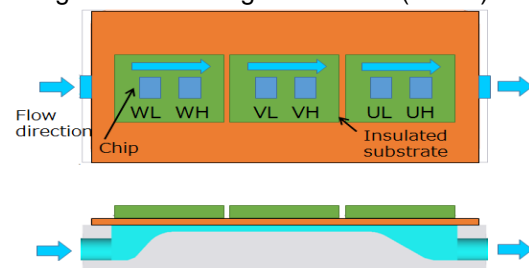 Flow
direction
WL WH VL VH UL UH
Chip
Insulated
substrate